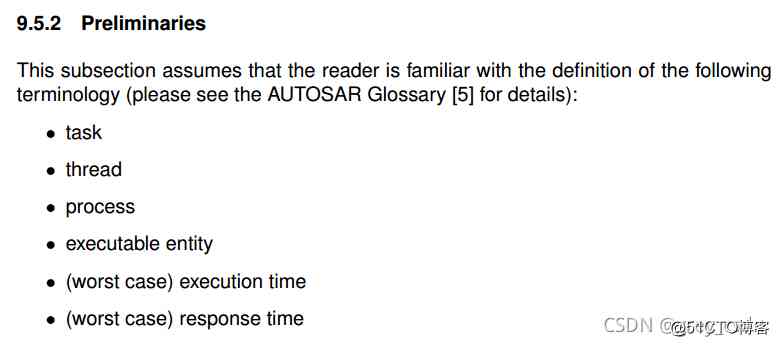 9.5.2 Preliminaries
This subsection assumes that the reader is familiar with the definition of the following
terminology (please see the AUTOSAR Glossary [5] for details):
• task
• thread
• process
• executable entity
• (worst case) execution time
• (worst case) response time
CSDN
@51CTO博客